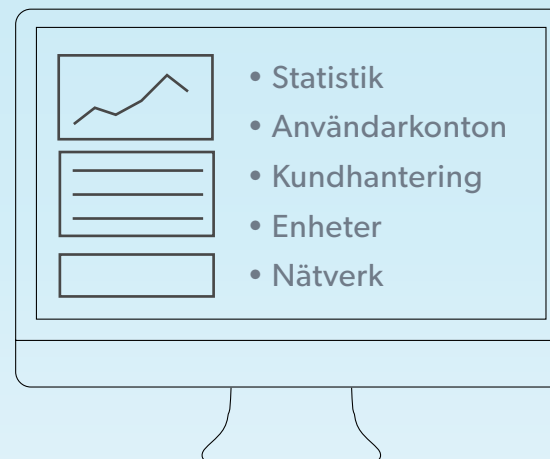 • Statistik
• Användarkonton
• Kundhantering
• Enheter
• Nätverk